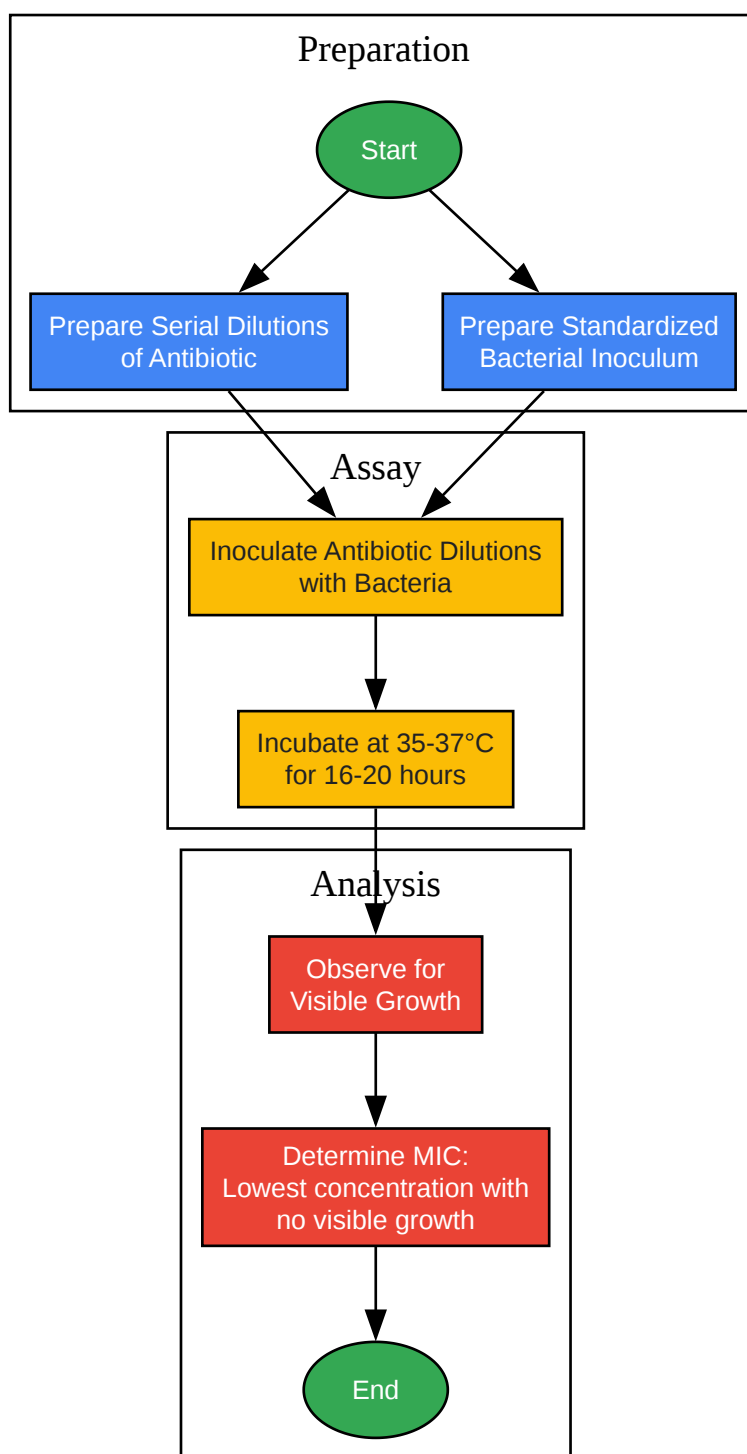 Preparation
Start
Prepare Serial Dilutions
of Antibiotic
Prepare Standardized
Bacterial Inoculum
Assay
Inoculate Antibiotic Dilutions
with Bacteria
Incubate at 35-37°C
for 16-20 hours
Analysis
Observe for
Visible Growth
Determine MIC:
Lowest concentration with
no visible growth
End